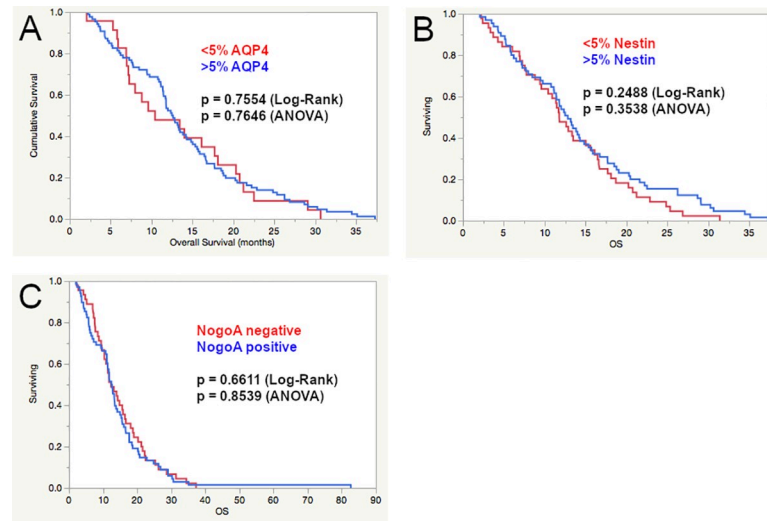 A
<5% AQP4
>5% AQP4
p = 0.7554 (Log-Rank)
p = 0.7646 (ANOVA)
Cumulative Survival
1.0
0.8
0.6
0.4
0.2
0.0
0 5 10 15 20 25 30 35
Overall Survival (months)
B
<5% Nestin
>5% Nestin
p = 0.2488 (Log-Rank)
p = 0.3538 (ANOVA)
Surviving
1.0
0.8
0.6
0.4
0.2
0.0
0 5 10 15 20 25 30 35
OS
C
NogoA negative
NogoA positive
p = 0.6611 (Log-Rank)
p = 0.8539 (ANOVA)
Surviving
1.0
0.8
0.6
0.4
0.2
0.0
0 10 20 30 40 50 60 70 80 90
OS